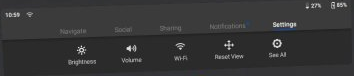 10:59 27% 85%
Navigate Social Sharing Notifications Settings
Brightness Volume Wi-Fi Reset View See All